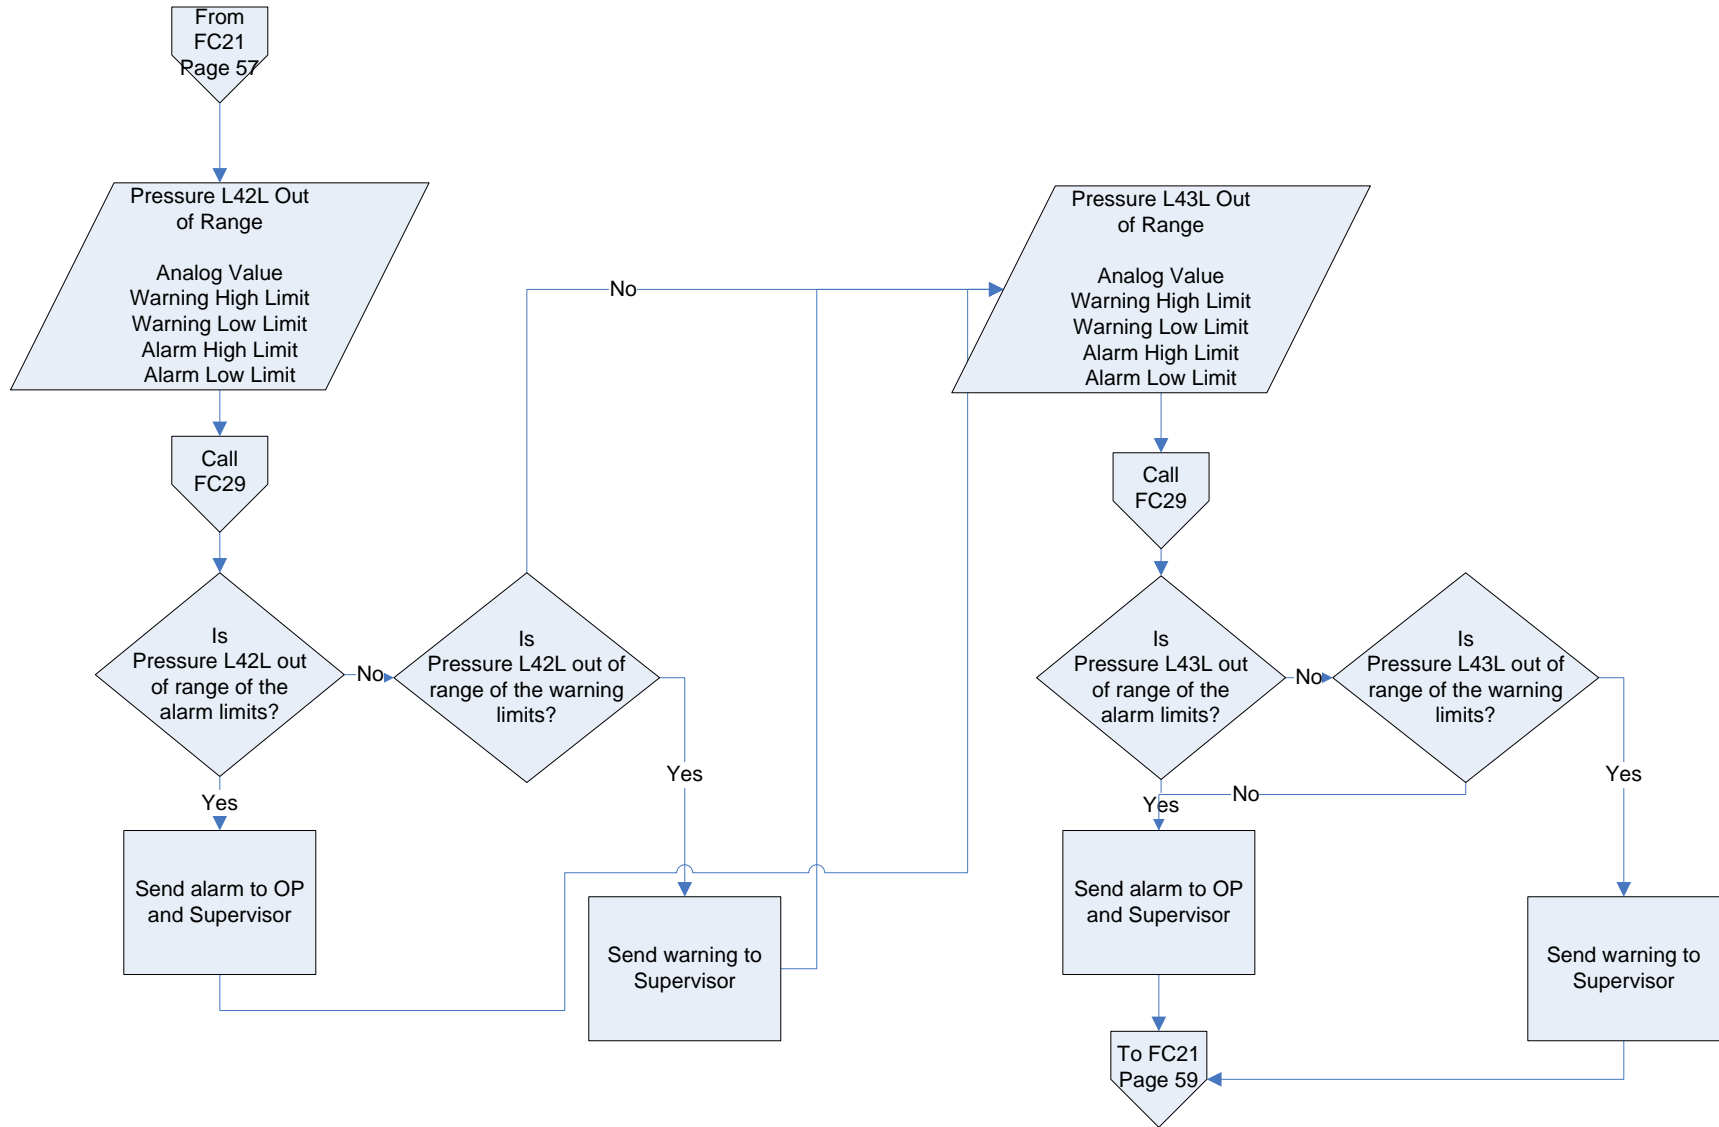 From
FC21
Page 57
Pressure L42L Out
of Range
Analog Value
Warning High Limit
Warning Low Limit
Alarm High Limit
Alarm Low Limit
Call
FC29
Is
Pressure L42L out
of range of the
alarm limits?
No
Is
Pressure L42L out of
range of the warning
limits?
No
Yes
Yes
Send alarm to OP
and Supervisor
Send warning to
Supervisor
Pressure L43L Out
of Range
Analog Value
Warning High Limit
Warning Low Limit
Alarm High Limit
Alarm Low Limit
Call
FC29
Is
Pressure L43L out
of range of the
alarm limits?
No
Is
Pressure L43L out of
range of the warning
limits?
Yes
No
Yes
Send alarm to OP
and Supervisor
Send warning to
Supervisor
To FC21
Page 59